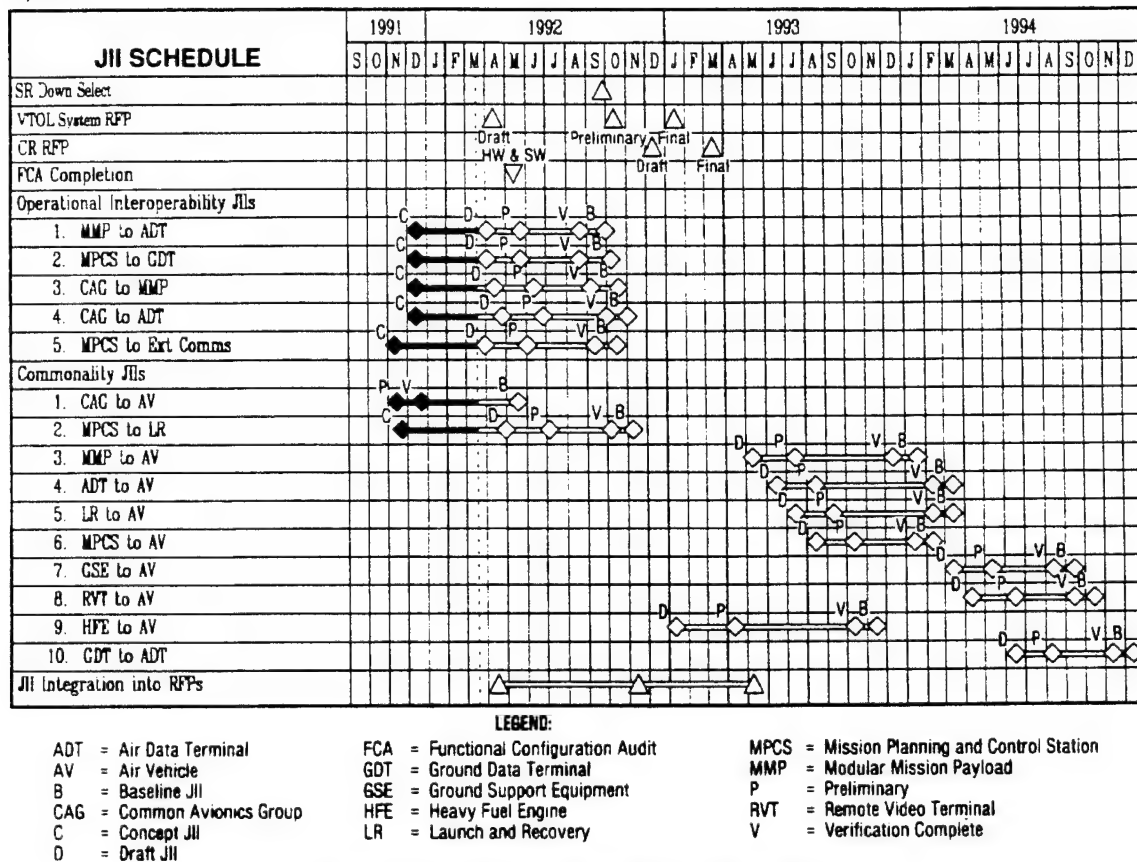 1991 1992 1993 1994
JII SCHEDULE S O N D J F M A M J J A S O N D J F M A M J J A S O N D J F M A M J J A S O N D
SR Down Select
VTOL System RFP
Draft Preliminary Final
CR RFP
HW & SW Draft Final
FCA Completion
Operational Interoperability JIIs
C D P V B
1. MMP to ADT
C D P V B
2. MPCS to GDT
C D P V B
3. CAG to MMP
C D P V B
4. CAG to ADT
C D P V B
5. MPCS to Ext Comms
Commonality JIIs
P V B
1. CAG to AV
C D P V B
2. MPCS to LR
D P V B
3. MMP to AV
D P V B
4. ADT to AV
D P V B
5. LR to AV
D P V B
6. MPCS to AV
D P V B
7. GSE to AV
D P V B
8. RVT to AV
D P V B
9. HFE to AV
D P V B
10. GDT to ADT
JII Integration into RFPs
LEGEND:
ADT = Air Data Terminal
AV = Air Vehicle
B = Baseline JII
CAG = Common Avionics Group
C = Concept JII
D = Draft JII
FCA = Functional Configuration Audit
GDT = Ground Data Terminal
GSE = Ground Support Equipment
HFE = Heavy Fuel Engine
LR = Launch and Recovery
MPCS = Mission Planning and Control Station
MMP = Modular Mission Payload
P = Preliminary
RVT = Remote Video Terminal
V = Verification Complete